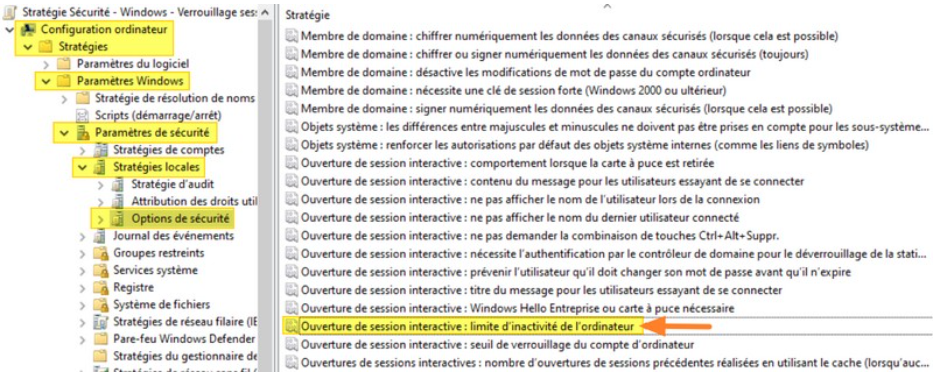 Stratégie Sécurité - Windows - Verrouillage ses
Configuration ordinateur
Stratégies
Paramètres du logiciel
Paramètres Windows
Stratégie de résolution de noms
Scripts (démarrage/arrêt)
Paramètres de sécurité
Stratégies de comptes
Stratégies locales
Stratégie d'audit
Attribution des droits util
Options de sécurité
Journal des événements
Groupes restreints
Services système
Registre
Système de fichiers
Stratégies de réseau filaire (IE
Pare-feu Windows Defender
Stratégies du gestionnaire de
Stratégie
Membre de domaine : chiffrer numériquement les données des canaux sécurisés (lorsque cela est possible)
Membre de domaine : chiffrer ou signer numériquement les données des canaux sécurisés (toujours)
Membre de domaine : désactive les modifications de mot de passe du compte ordinateur
Membre de domaine : nécessite une clé de session forte (Windows 2000 ou ultérieur)
Membre de domaine : signer numériquement les données des canaux sécurisés (lorsque cela est possible)
Objets système : les différences entre majuscules et minuscules ne doivent pas être prises en compte pour les sous-système...
Objets système : renforcer les autorisations par défaut des objets système internes (comme les liens de symboles)
Ouverture de session interactive : comportement lorsque la carte à puce est retirée
Ouverture de session interactive : contenu du message pour les utilisateurs essayant de se connecter
Ouverture de session interactive : ne pas afficher le nom de l'utilisateur lors de la connexion
Ouverture de session interactive : ne pas afficher le nom du dernier utilisateur connecté
Ouverture de session interactive : ne pas demander la combinaison de touches Ctrl+Alt+Suppr.
Ouverture de session interactive : nécessite l'authentification par le contrôleur de domaine pour le déverrouillage de la stati...
Ouverture de session interactive : prévenir l'utilisateur qu'il doit changer son mot de passe avant qu'il n'expire
Ouverture de session interactive : titre du message pour les utilisateurs essayant de se connecter
Ouverture de session interactive : Windows Hello Entreprise ou carte à puce nécessaire
Ouverture de session interactive : limite d'inactivité de l'ordinateur
Ouverture de session interactive : seuil de verrouillage du compte d'ordinateur
Ouvertures de sessions interactives : nombre d'ouvertures de sessions précédentes réalisées en utilisant le cache (lorsqu'auc...